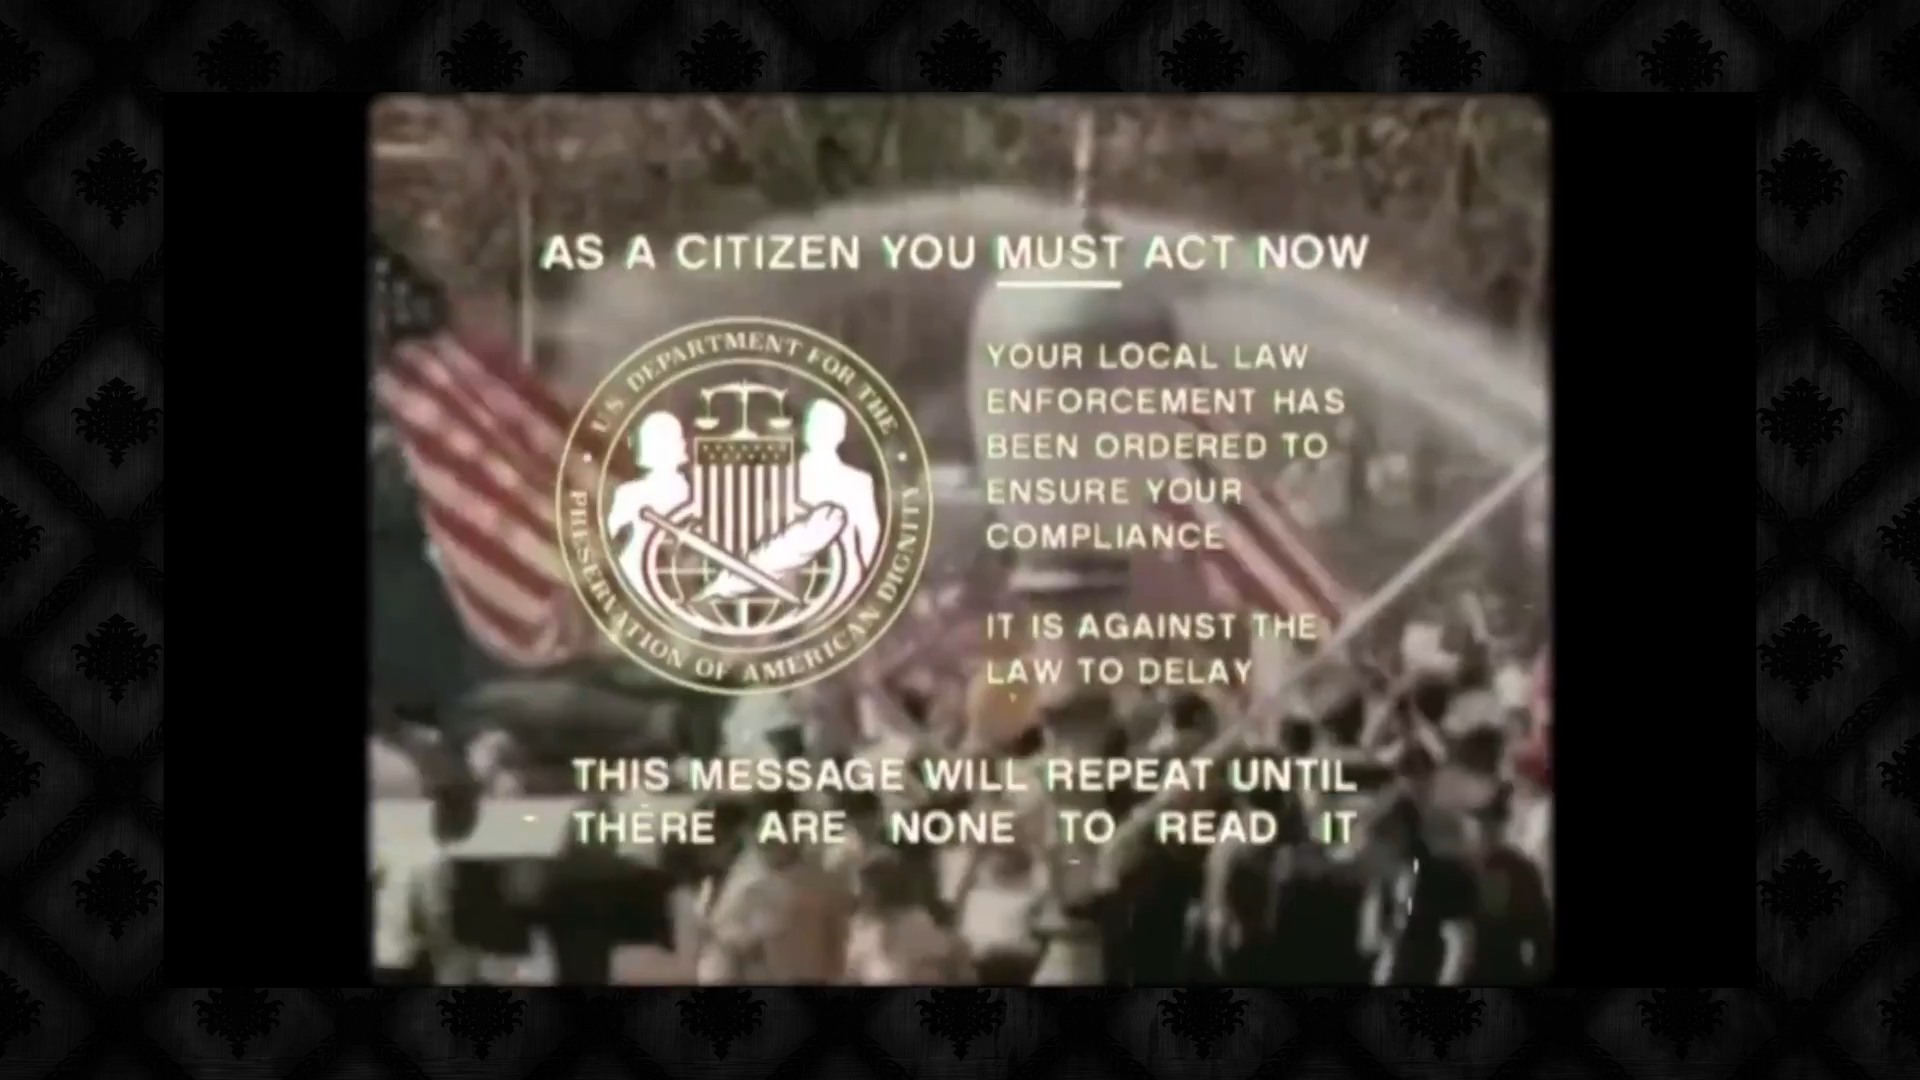 AS A CITIZEN YOU MUST ACT NOW
U S DEPARTMENT FOR THE
PRESERVATION OF AMERICAN DIGNITY
YOUR LOCAL LAW
ENFORCEMENT HAS
BEEN ORDERED TO
ENSURE YOUR
COMPLIANCE
IT IS AGAINST THE
LAW TO DELAY
THIS MESSAGE WILL REPEAT UNTIL
THERE ARE NONE TO READ IT